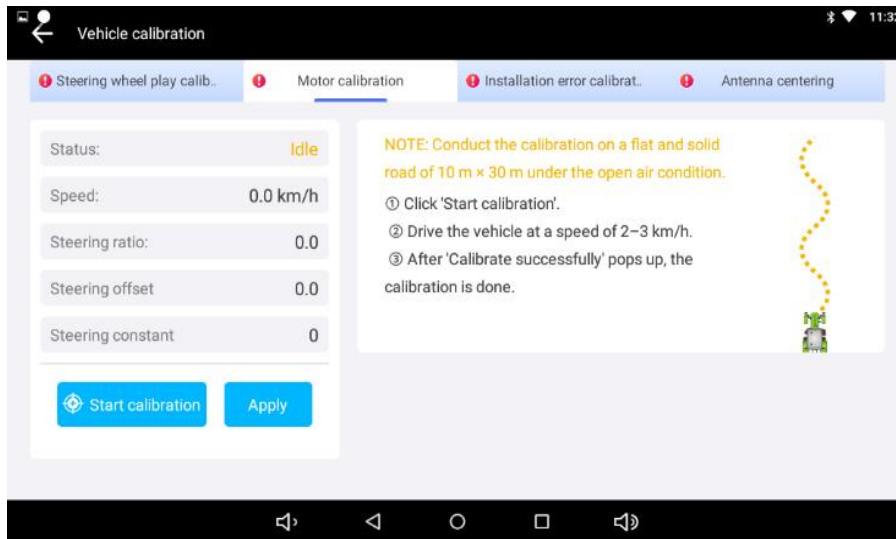 11:32
Vehicle calibration
Steering wheel play calib..
Motor calibration
Installation error calibrat..
Antenna centering
Status: Idle
Speed: 0.0 km/h
Steering ratio: 0.0
Steering offset 0.0
Steering constant 0
Start calibration
Apply
NOTE: Conduct the calibration on a flat and solid
road of 10 m × 30 m under the open air condition.
① Click 'Start calibration'.
② Drive the vehicle at a speed of 2–3 km/h.
③ After 'Calibrate successfully' pops up, the
calibration is done.